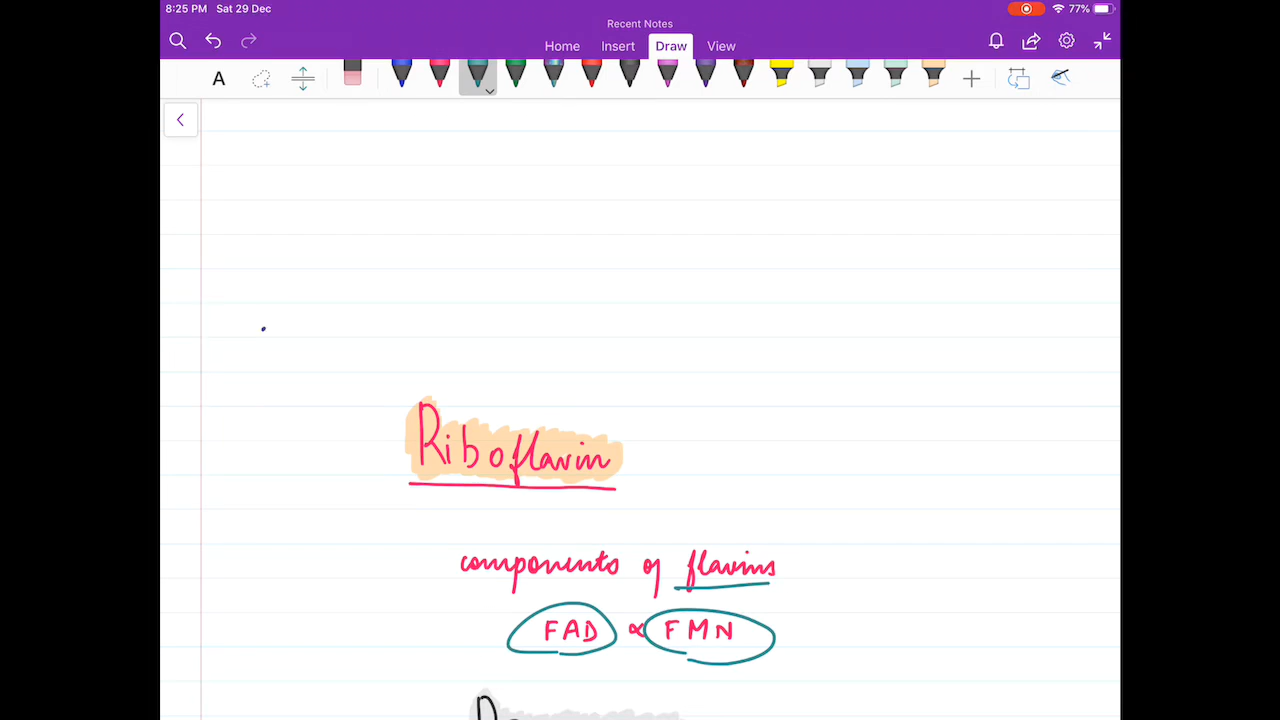 8:25 PM Sat 29 Dec
77%
Recent Notes
Home Insert Draw View
A
Riboflavin
components of flavins
FAD & FMN